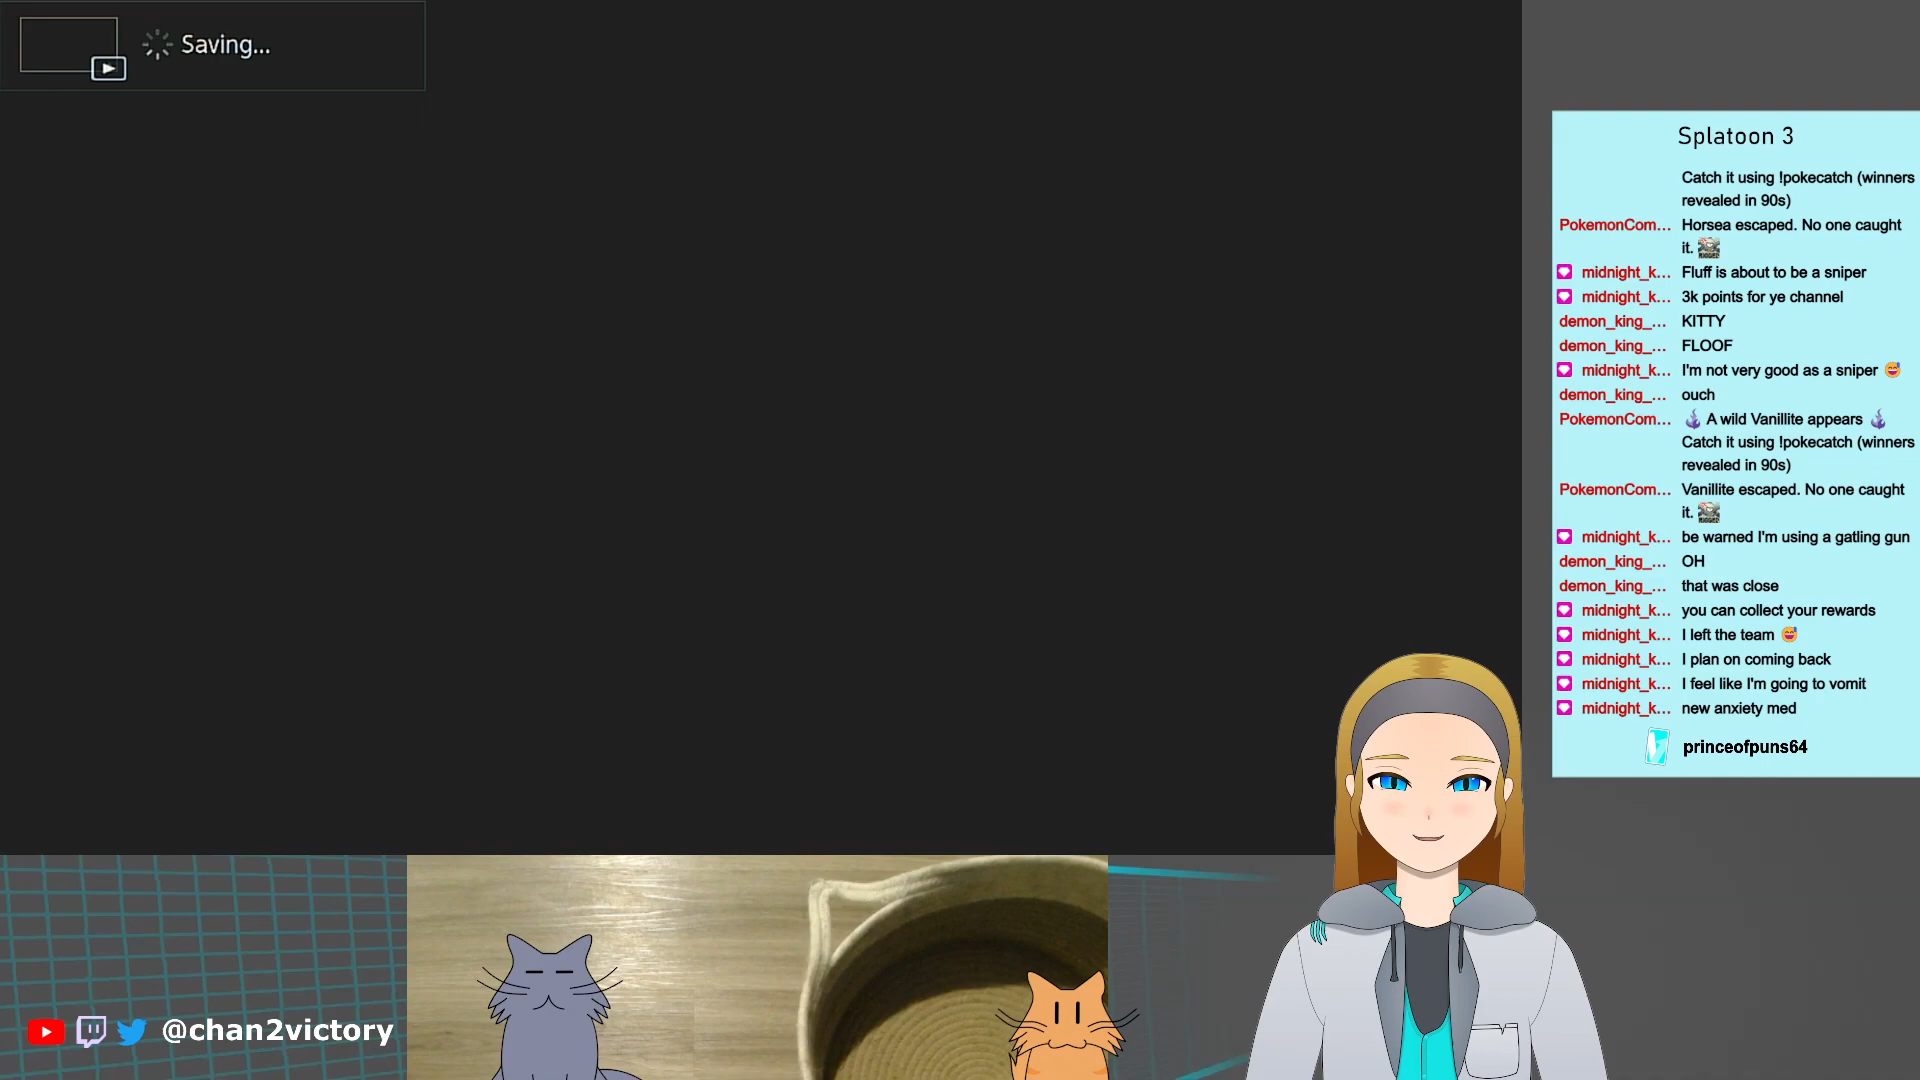 Saving...
Splatoon 3
Catch it using !pokecatch (winners
revealed in 90s)
PokemonCom... Horsea escaped. No one caught
it.
midnight_k... Fluff is about to be a sniper
midnight_k... 3k points for ye channel
demon_king_... KITTY
demon_king_... FLOOF
midnight_k... I'm not very good as a sniper 😅
demon_king_... ouch
PokemonCom... A wild Vanillite appears
Catch it using !pokecatch (winners
revealed in 90s)
PokemonCom... Vanillite escaped. No one caught
it.
midnight_k... be warned I'm using a gatling gun
demon_king_... OH
demon_king_... that was close
midnight_k... you can collect your rewards
midnight_k... I left the team 😅
midnight_k... I plan on coming back
midnight_k... I feel like I'm going to vomit
midnight_k... new anxiety med
princeofpuns64
@chan2victory